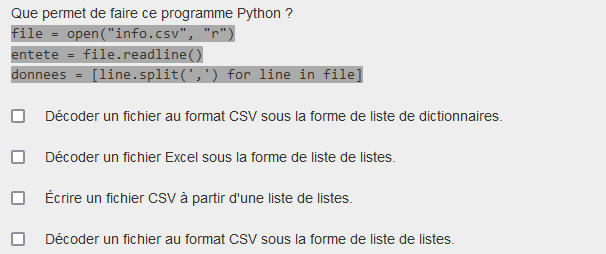 Que permet de faire ce programme Python ?
file = open("info.csv", "r")
entete = file.readline()
donnees = [line.split(',') for line in file]
Décoder un fichier au format CSV sous la forme de liste de dictionnaires.
Décoder un fichier Excel sous la forme de liste de listes.
Écrire un fichier CSV à partir d'une liste de listes.
Décoder un fichier au format CSV sous la forme de liste de listes.